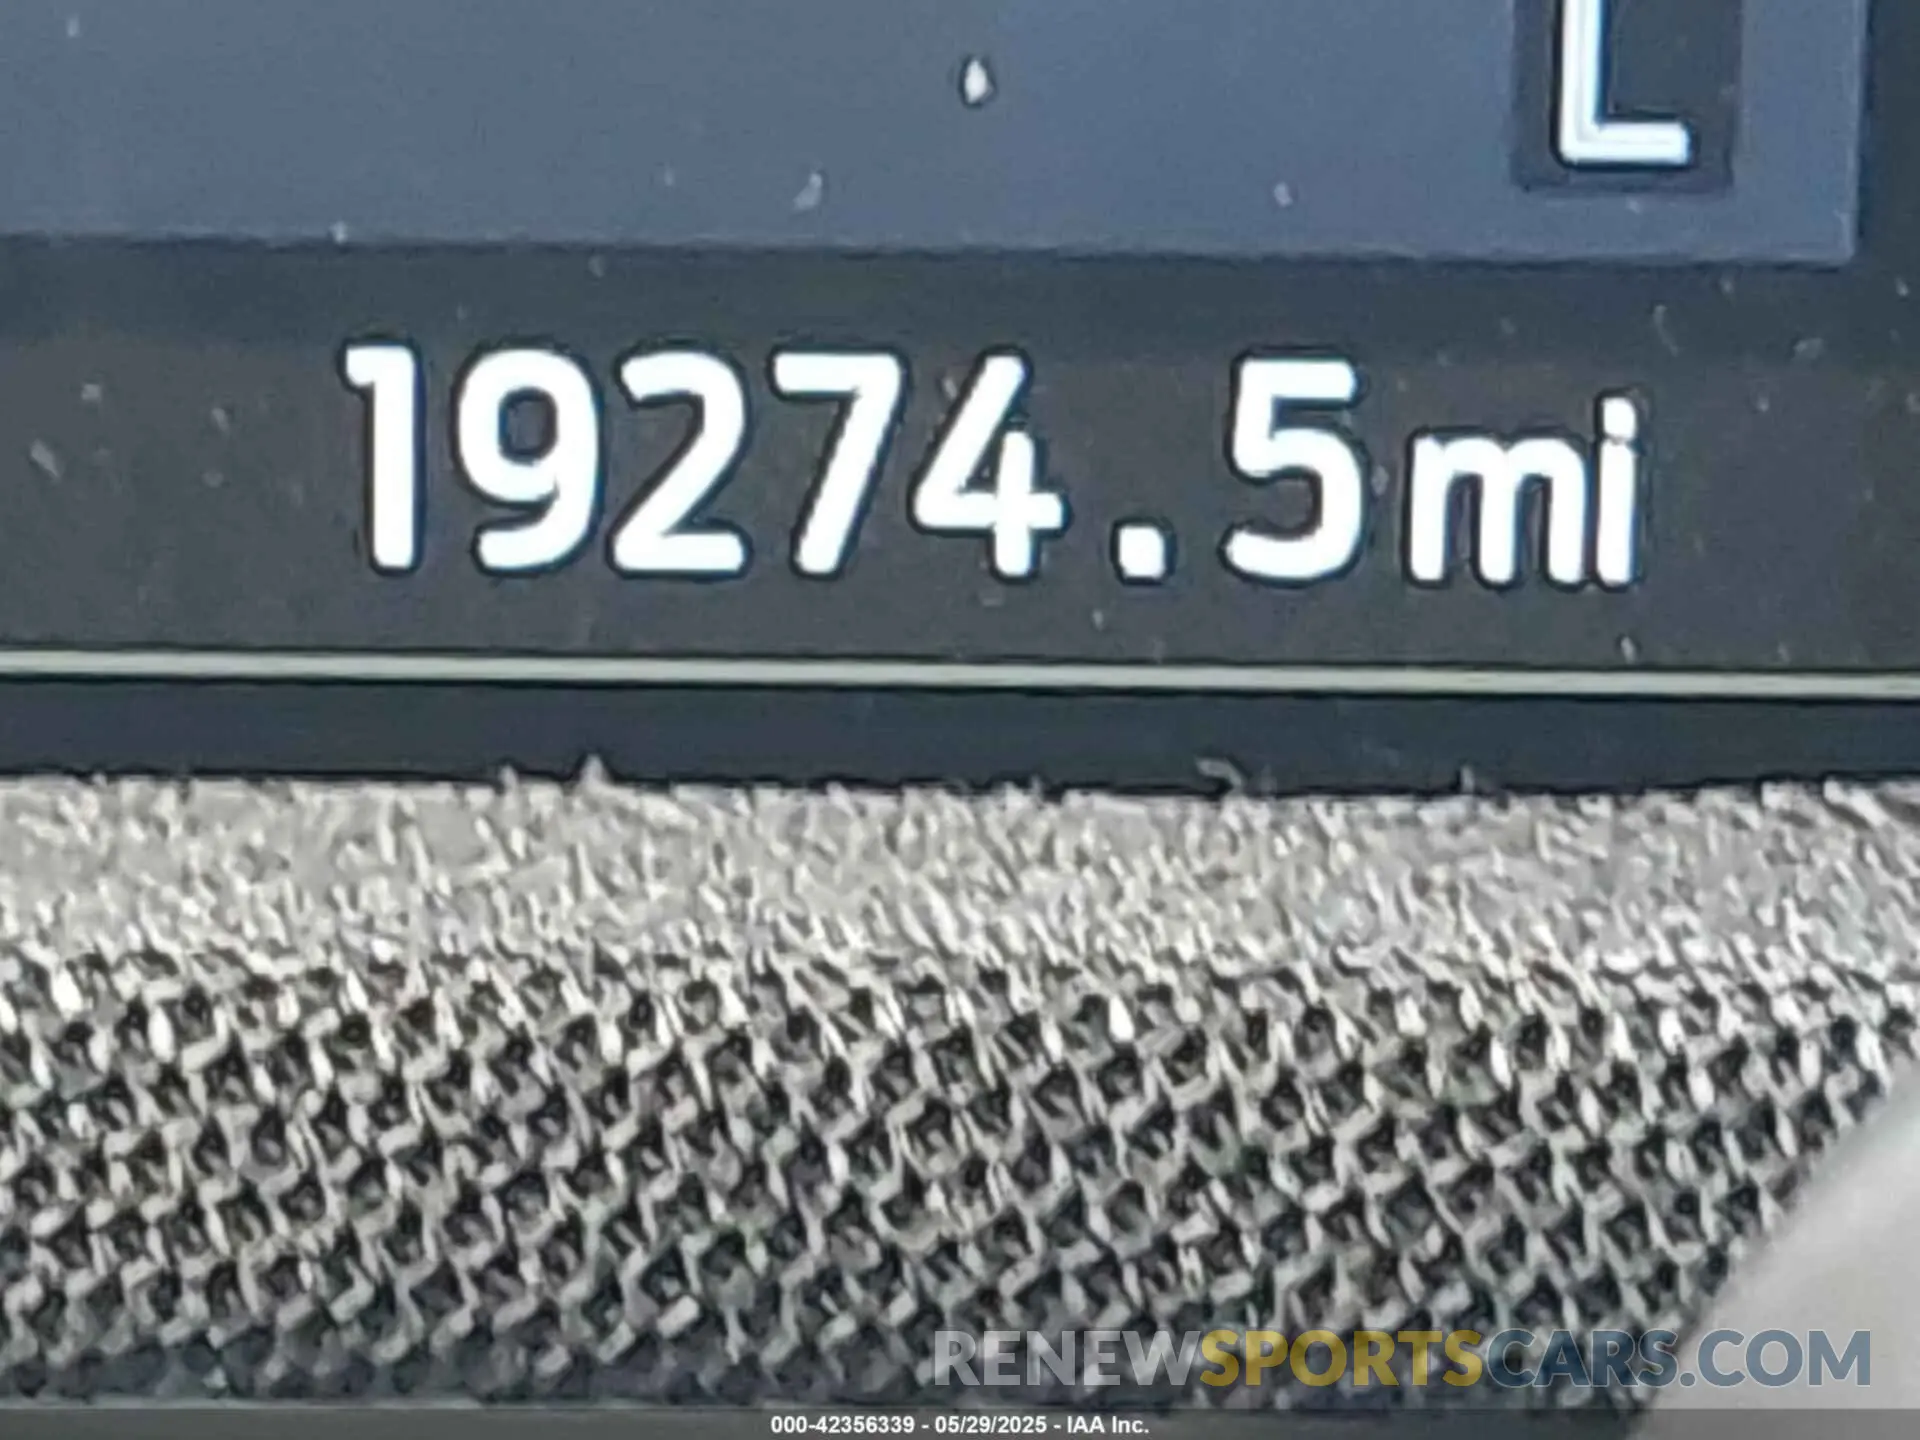 L
19274.5mi
RENEWSPORTSCARS.COM
000-42356339 - 05/29/2025 - IAA Inc.